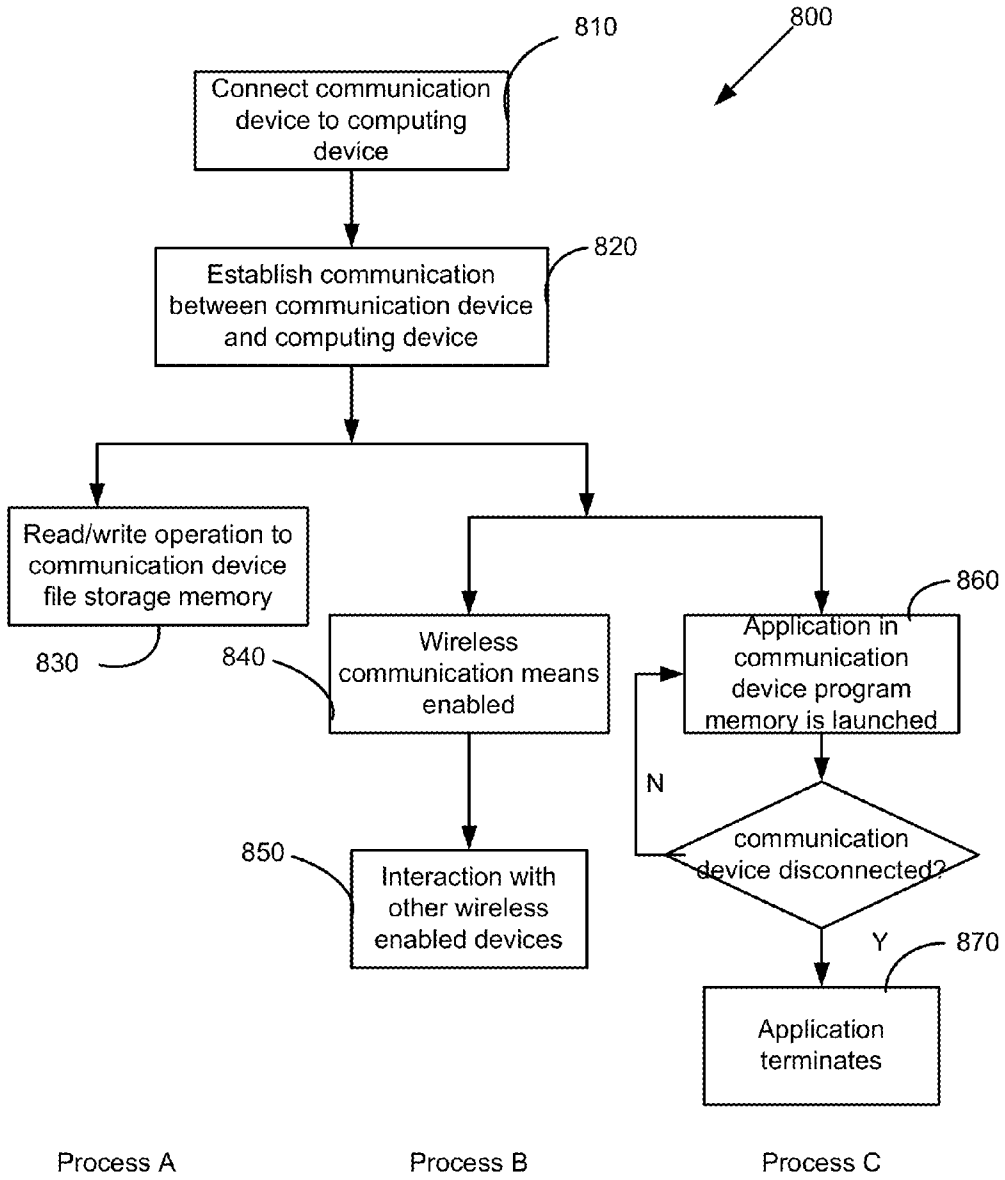 810
800
Connect communication
device to computing
device
820
Establish communication
between communication device
and computing device
Read/write operation to
communication device
file storage memory
830
840
Wireless
communication means
enabled
860
Application in
communication
device program
memory is launched
N
communication
device disconnected?
850
Interaction with
other wireless
enabled devices
Y
870
Application
terminates
Process A
Process B
Process C